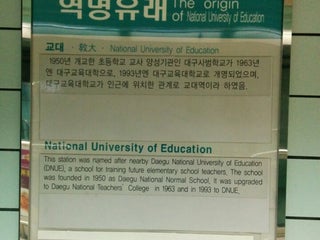 역명유래 The origin
of National University of Education
교대 · 敎大 · National University of Education
1950년 개교한 초등학교 교사 양성기관인 대구사범학교가 1963년
엔 대구교육대학으로, 1993년엔 대구교육대학교로 개명되었으며,
대구교육대학교가 인근에 위치한 관계로 교대역이라 하였음.
National University of Education
This station was named after nearby Daegu National University of Education
(DNUE), a school for training future elementary school teachers. The school
was founded in 1950 as Daegu National Normal School, it was upgraded
to Daegu National Teachers' College in 1963 and in 1993 to DNUE.